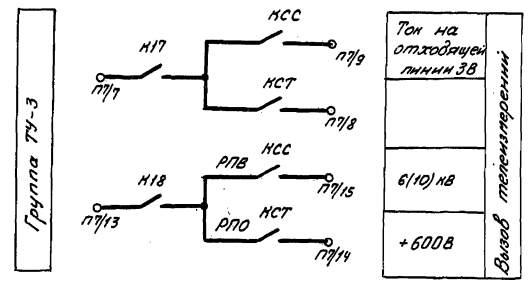 Группа ТУ-3
КСС
К17
П7/9
Ток на
отходящей
линии 3В
П7/7
КСТ
П7/8
КСС
РПВ
К18
П7/15
6(10) кВ
П7/13
РПО
КСТ
П7/14
+600В
Вызов телеизмерений